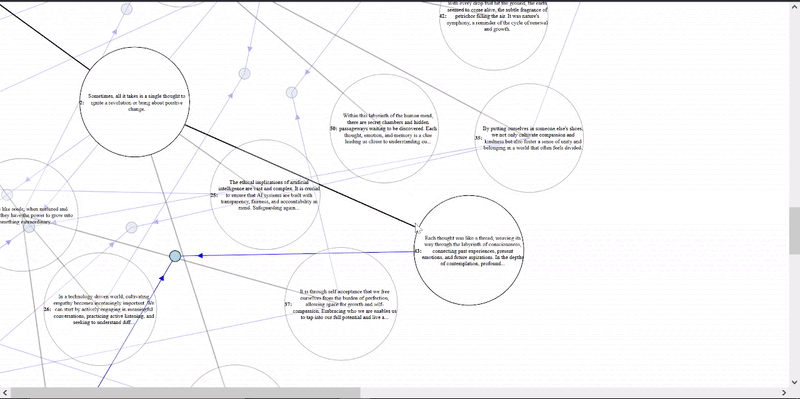 With every drop that hit the ground, the earth
seemed to come alive, the subtle fragrance of
42: petrichor filling the air. It was nature's
symphony, a reminder of the cycle of renewal
and growth.
Sometimes, all it takes is a single thought to
ignite a revolution or bring about positive
change.
Within this labyrinth of the human mind,
there are secret chambers and hidden
30: passageways waiting to be discovered. Each
thought, emotion, and memory is a clue
leading us closer to understanding ou...
By putting ourselves in someone else's shoes,
we not only cultivate compassion and
kindness but also foster a sense of unity and
belonging in a world that often feels divided.
The ethical implications of artificial
intelligence are vast and complex. It is crucial
25: to ensure that AI systems are built with
transparency, fairness, and accountability in
mind. Safeguarding again...
like seeds; when nurtured and
they have the power to grow into
something extraordinary.
Each thought was like a thread, weaving its
way through the labyrinth of consciousness,
connecting past experiences, present
emotions, and future aspirations. In the depths
of contemplation, profound...
In a technology-driven world, cultivating
empathy becomes increasingly important. We
26: can start by actively engaging in meaningful
conversations, practicing active listening, and
seeking to understand diff...
It is through self-acceptance that we free
37: ourselves from the burden of perfection,
allowing space for growth and self-
compassion. Embracing who we are enables us
to tap into our full potential and live a...